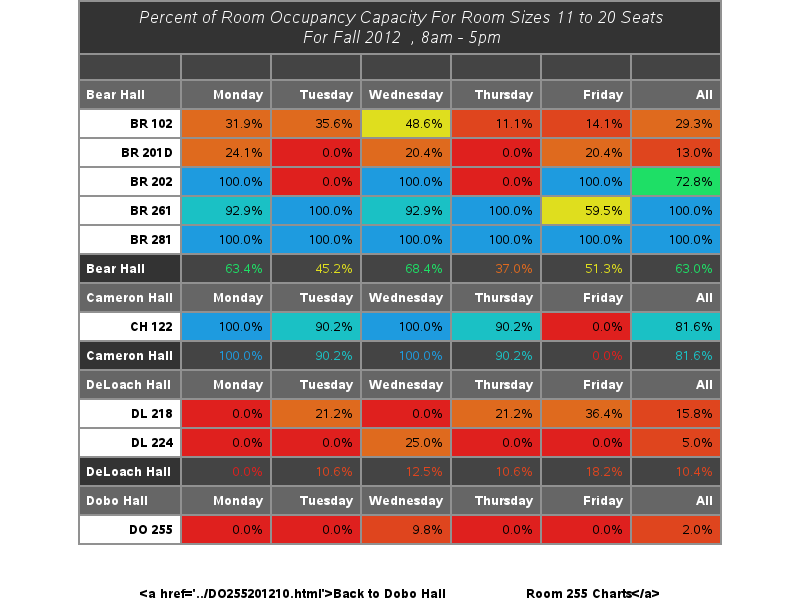 Percent of Room Occupancy Capacity For Room Sizes 11 to 20 Seats
For Fall 2012 , 8am - 5pm
Bear Hall Monday Tuesday Wednesday Thursday Friday All
BR 102 31.9% 35.6% 48.6% 11.1% 14.1% 29.3%
BR 201D 24.1% 0.0% 20.4% 0.0% 20.4% 13.0%
BR 202 100.0% 0.0% 100.0% 0.0% 100.0% 72.8%
BR 261 92.9% 100.0% 92.9% 100.0% 59.5% 100.0%
BR 281 100.0% 100.0% 100.0% 100.0% 100.0% 100.0%
Bear Hall 63.4% 45.2% 68.4% 37.0% 51.3% 63.0%
Cameron Hall Monday Tuesday Wednesday Thursday Friday All
CH 122 100.0% 90.2% 100.0% 90.2% 0.0% 81.6%
Cameron Hall 100.0% 90.2% 100.0% 90.2% 0.0% 81.6%
DeLoach Hall Monday Tuesday Wednesday Thursday Friday All
DL 218 0.0% 21.2% 0.0% 21.2% 36.4% 15.8%
DL 224 0.0% 0.0% 25.0% 0.0% 0.0% 5.0%
DeLoach Hall 0.0% 10.6% 12.5% 10.6% 18.2% 10.4%
Dobo Hall Monday Tuesday Wednesday Thursday Friday All
DO 255 0.0% 0.0% 9.8% 0.0% 0.0% 2.0%
<a href='../DO255201210.html'>Back to Dobo Hall Room 255 Charts</a>